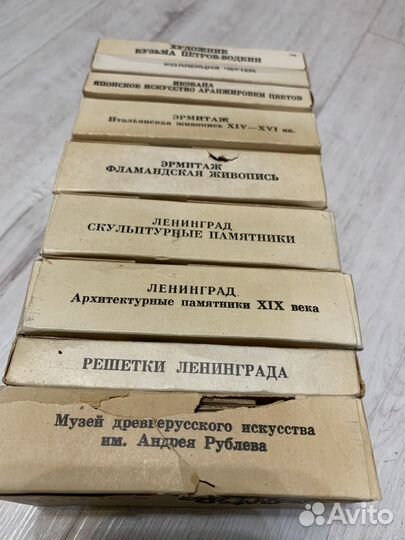 ХУДОЖНИК
КУЗЬМА ПЕТРОВ-ВОДКИН
ИКЭБАНА
ЯПОНСКОЕ ИСКУССТВО АРАНЖИРОВКИ ЦВЕТОВ
ЭРМИТАЖ
Итальянская живопись XIV—XVI вв.
ЭРМИТАЖ
ФЛАМАНДСКАЯ ЖИВОПИСЬ
ЛЕНИНГРАД
СКУЛЬПТУРНЫЕ ПАМЯТНИКИ
ЛЕНИНГРАД
Архитектурные памятники XIX века
РЕШЕТКИ ЛЕНИНГРАДА
Музей древнерусского искусства
им. Андрея Рублева
Avito